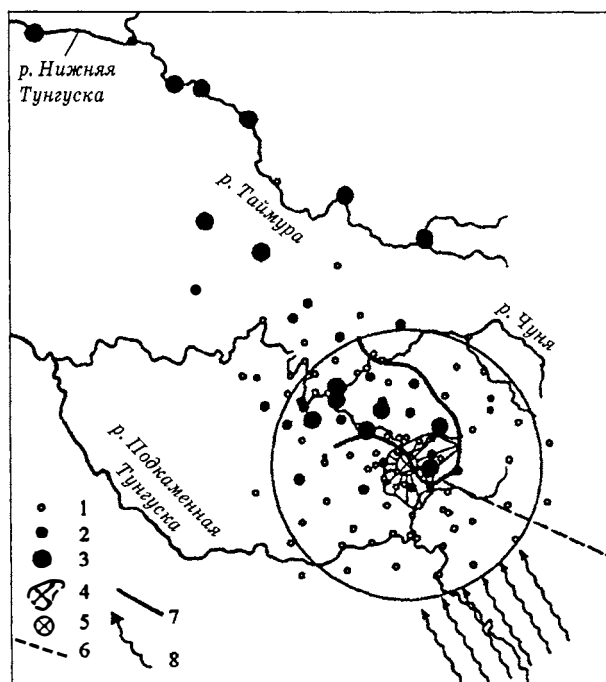 р. Нижняя
Тунгуска
р. Таймура
р. Чуня
р. Подкаменная
Тунгуска
1
2
3
4
5
6
7
8